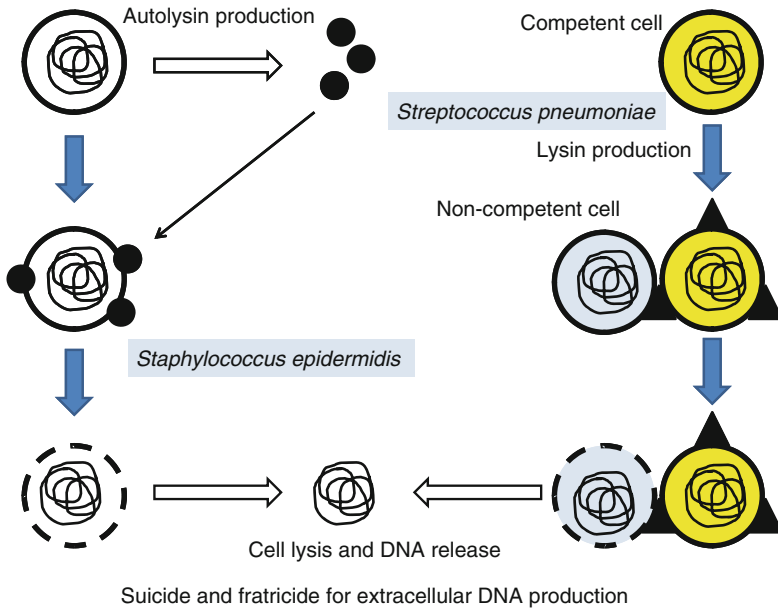 Autolysin production
Competent cell
Streptococcus pneumoniae
Lysin production
Non-competent cell
Staphylococcus epidermidis
Cell lysis and DNA release
Suicide and fratricide for extracellular DNA production